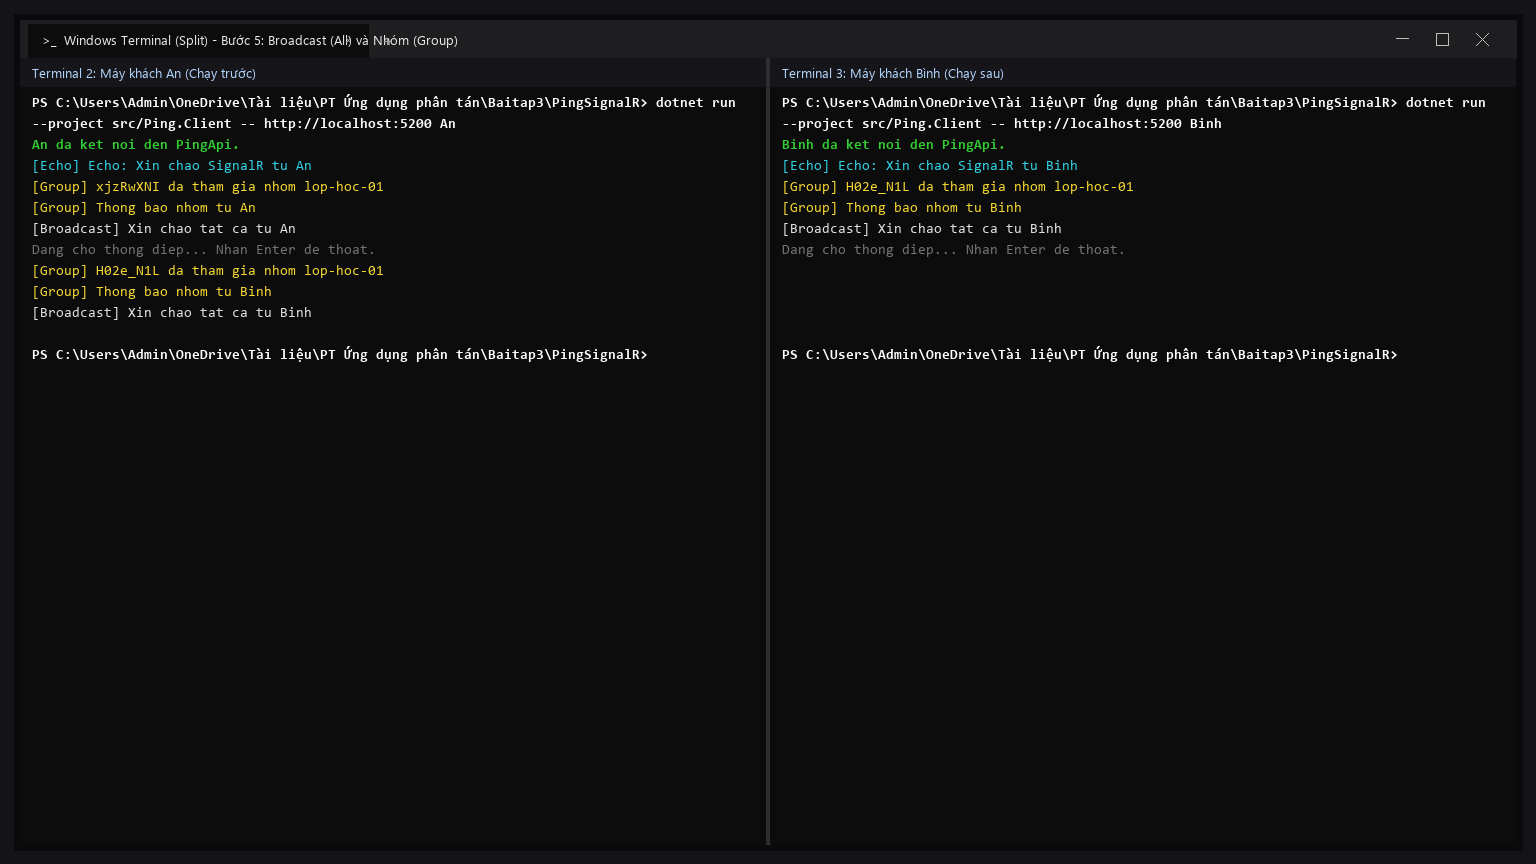 >_ Windows Terminal (Split) - Bước 5: Broadcast (All) và Nhóm (Group)
Terminal 2: Máy khách An (Chạy trước)
PS C:\Users\Admin\OneDrive\Tài liệu\PT Ứng dụng phân tán\Baitap3\PingSignalR> dotnet run
--project src/Ping.Client -- http://localhost:5200 An
An da ket noi den PingApi.
[Echo] Echo: Xin chao SignalR tu An
[Group] xjzRwXNI da tham gia nhom lop-hoc-01
[Group] Thong bao nhom tu An
[Broadcast] Xin chao tat ca tu An
Dang cho thong diep... Nhan Enter de thoat.
[Group] H02e_N1L da tham gia nhom lop-hoc-01
[Group] Thong bao nhom tu Binh
[Broadcast] Xin chao tat ca tu Binh
PS C:\Users\Admin\OneDrive\Tài liệu\PT Ứng dụng phân tán\Baitap3\PingSignalR>
Terminal 3: Máy khách Bình (Chạy sau)
PS C:\Users\Admin\OneDrive\Tài liệu\PT Ứng dụng phân tán\Baitap3\PingSignalR> dotnet run
--project src/Ping.Client -- http://localhost:5200 Binh
Binh da ket noi den PingApi.
[Echo] Echo: Xin chao SignalR tu Binh
[Group] H02e_N1L da tham gia nhom lop-hoc-01
[Group] Thong bao nhom tu Binh
[Broadcast] Xin chao tat ca tu Binh
Dang cho thong diep... Nhan Enter de thoat.
PS C:\Users\Admin\OneDrive\Tài liệu\PT Ứng dụng phân tán\Baitap3\PingSignalR>